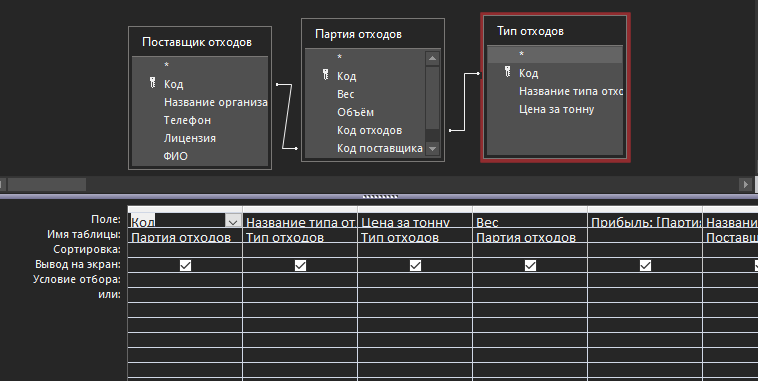 Поставщик отходов
*
Код
Название организа
Телефон
Лицензия
ФИО
Партия отходов
*
Код
Вес
Объём
Код отходов
Код поставщика
Тип отходов
*
Код
Название типа отхо
Цена за тонну
Поле: Код Название типа от Цена за тонну Вес Прибыль: [Парти Названи
Имя таблицы: Партия отходов Тип отходов Тип отходов Партия отходов Поставщ
Сортировка:
Вывод на экран:
Условие отбора:
или: